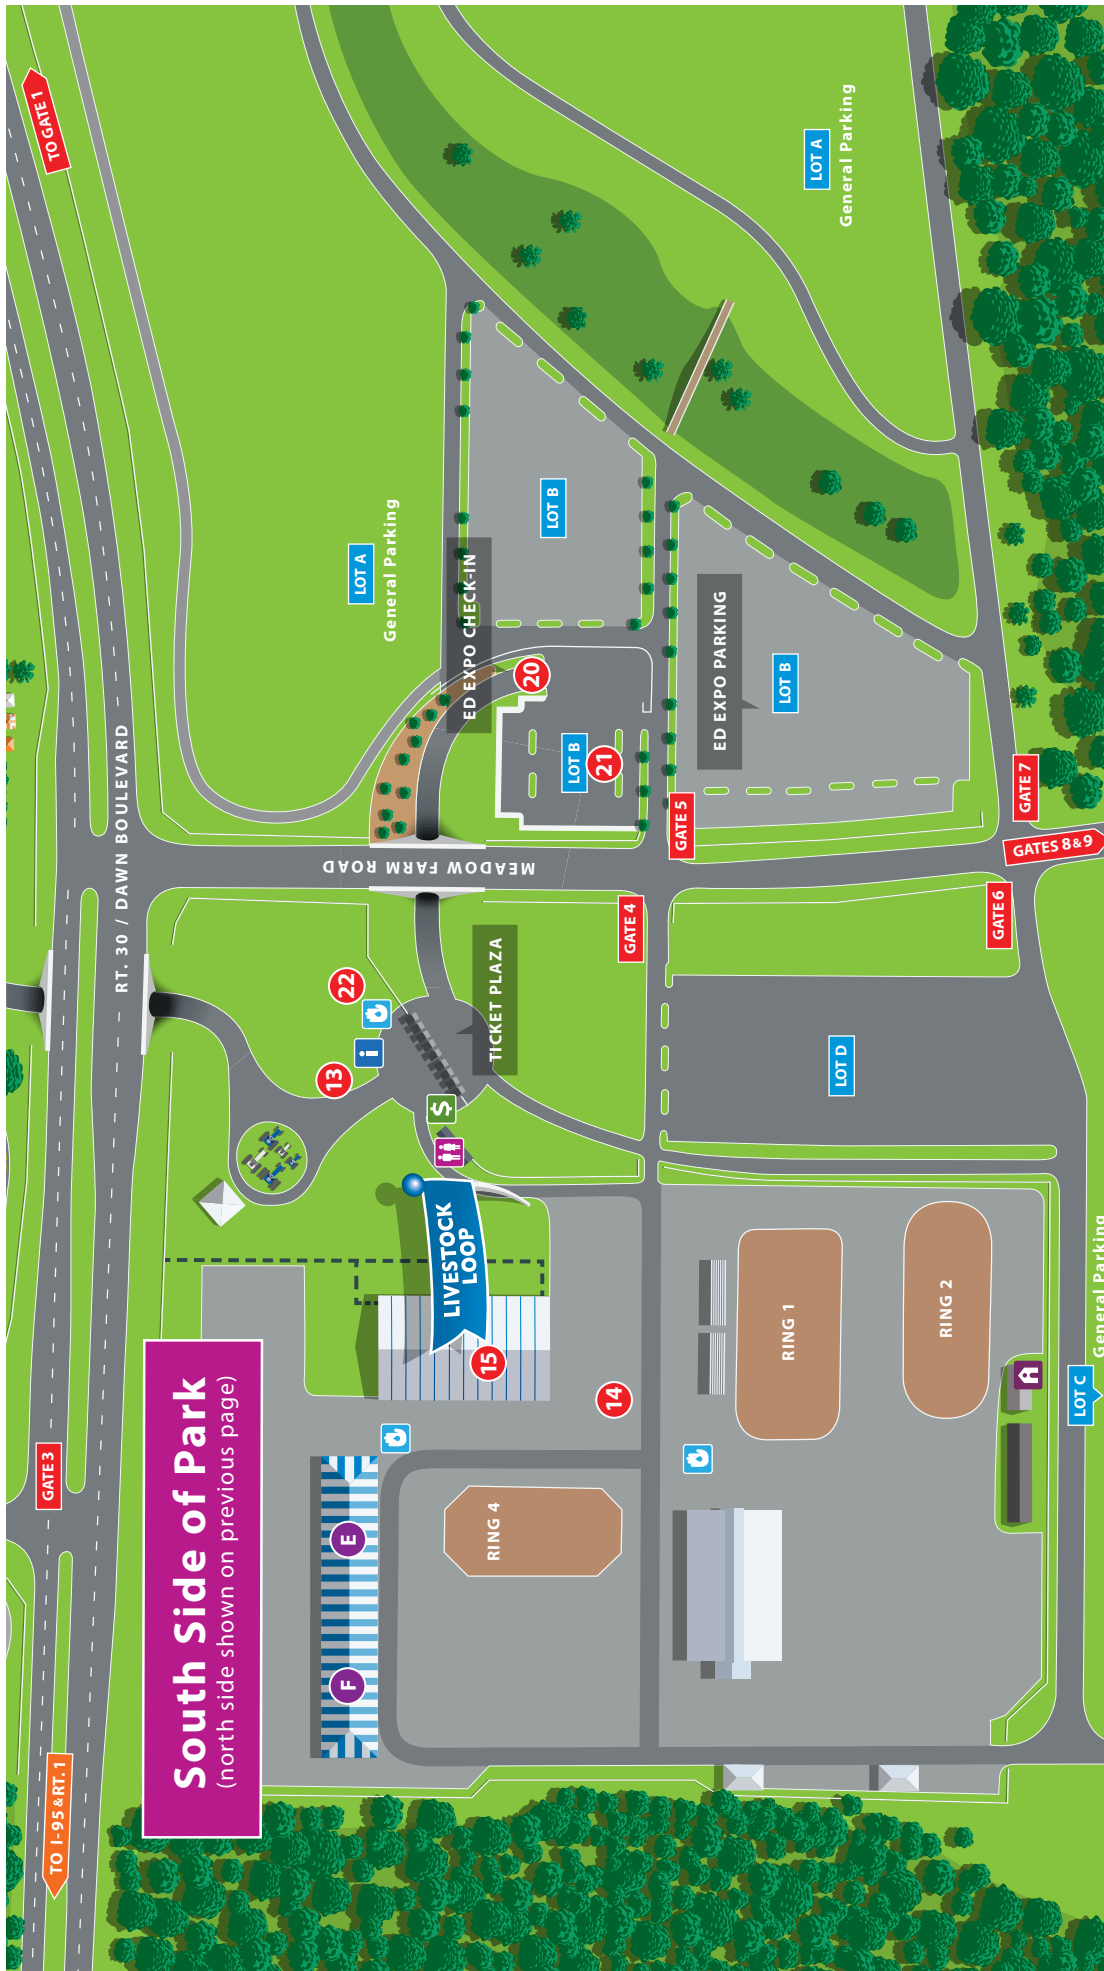 South Side of Park
(north side shown on previous page)
TO I-95 & RT. 1
GATE 3
RT. 30 / DAWN BOULEVARD
TO GATE 1
LOT A
General Parking
LOT A
General Parking
MEADOW FARM ROAD
ED EXPO CHECK-IN
20
LOT B
LOT B
21
ED EXPO PARKING
LOT B
GATE 5
GATE 7
GATES 8 & 9
GATE 4
GATE 6
22
i
13
TICKET PLAZA
$
LOT D
LIVESTOCK
LOOP
15
14
E
F
RING 4
RING 1
RING 2
LOT C
General Parking